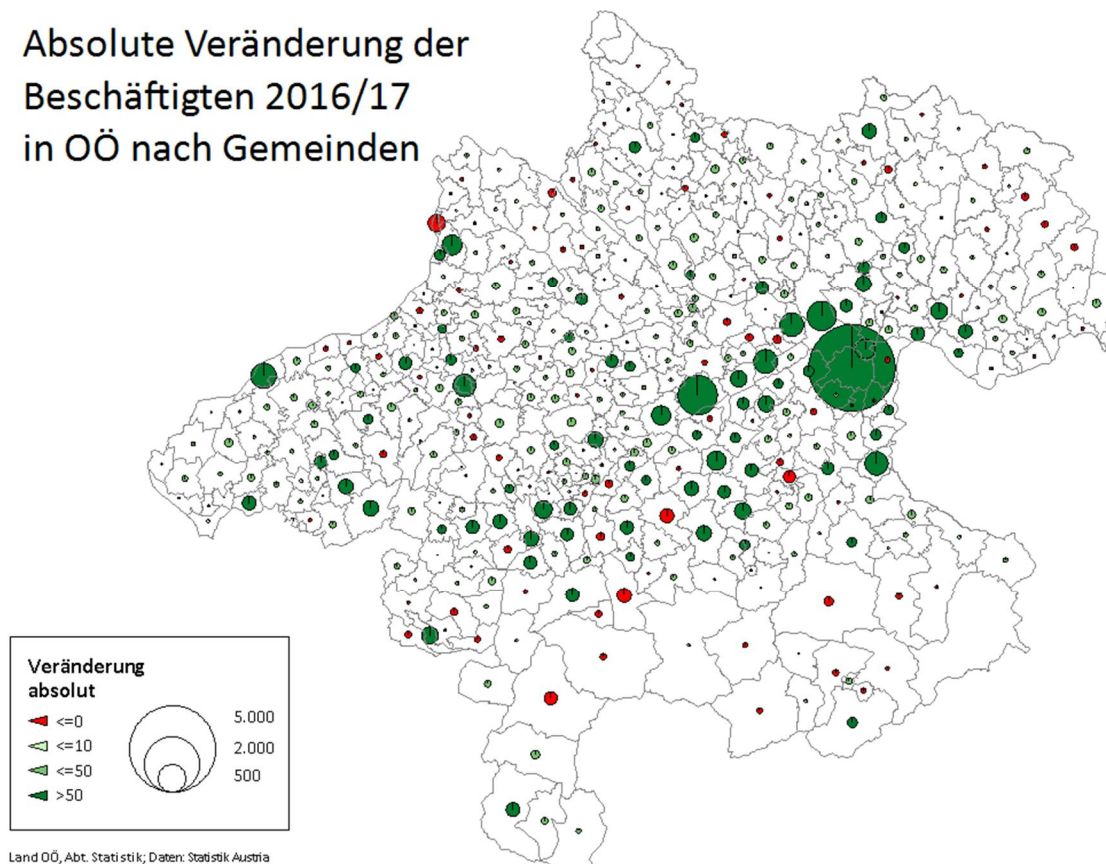 Absolute Veränderung der
Beschäftigten 2016/17
in OÖ nach Gemeinden
Veränderung
absolut
<=0
<=10
<=50
>50
5.000
2.000
500
Land OÖ, Abt. Statistik; Daten: Statistik Austria